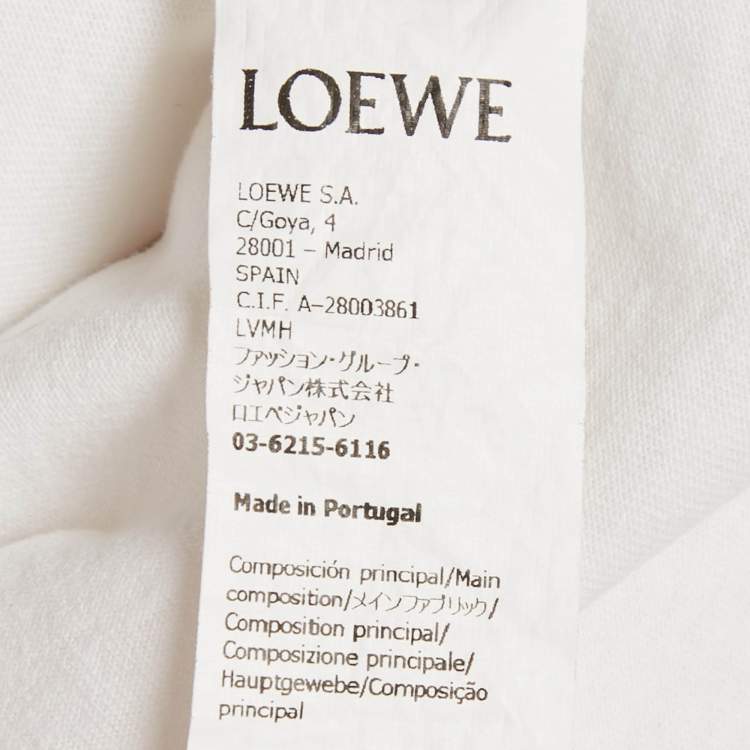 LOEWE
LOEWE S.A.
C/Goya, 4
28001 – Madrid
SPAIN
C.I.F. A-28003861
LVMH
ファッション・グループ・
ジャパン株式会社
ロエベジャパン
03-6215-6116
Made in Portugal
Composición principal/Main
composition/メインファブリック/
Composition principal/
Composizione principale/
Hauptgewebe/Composição
principal